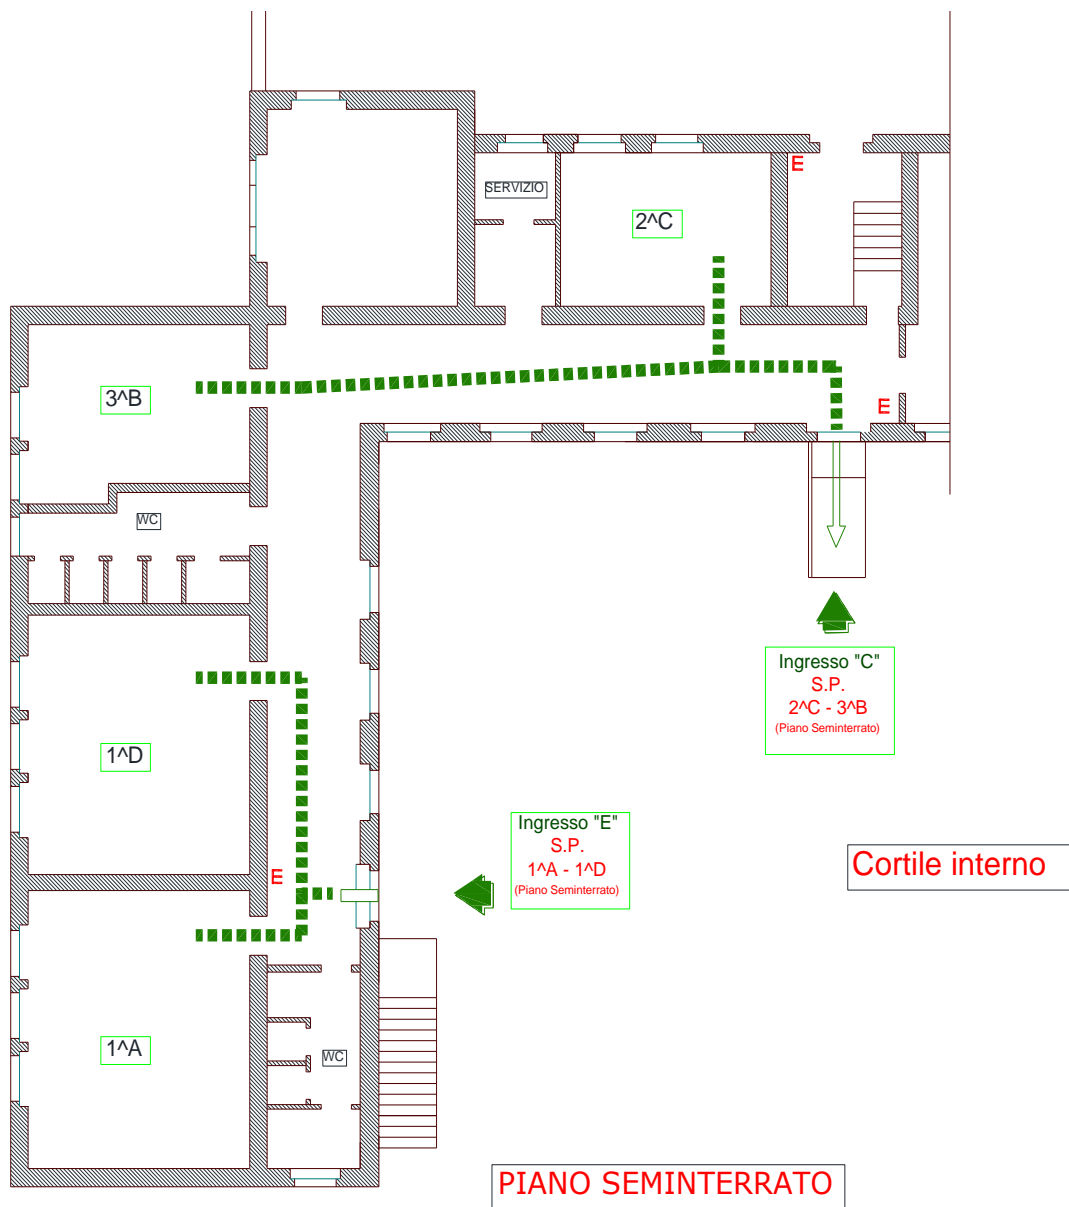 E
SERVIZIO
2^C
3^B
E
WC
Ingresso "C"
S.P.
2^C - 3^B
(Piano Seminterrato)
1^D
Ingresso "E"
S.P.
1^A - 1^D
(Piano Seminterrato)
Cortile interno
E
1^A
WC
PIANO SEMINTERRATO